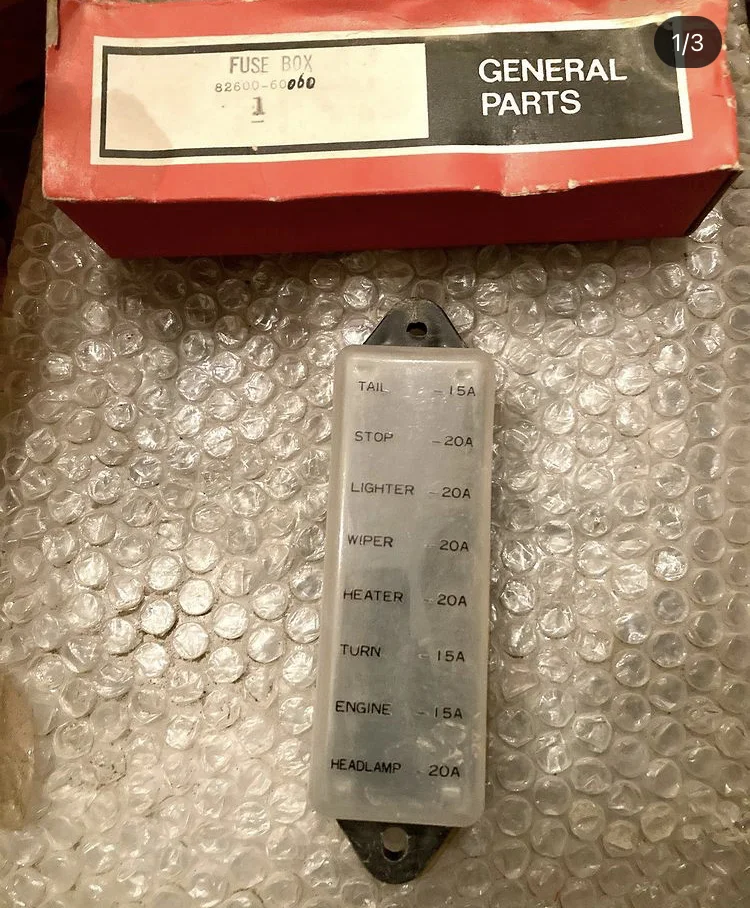 1/3
FUSE BOX
82600-60060
1
GENERAL
PARTS
TAIL - 15A
STOP - 20A
LIGHTER - 20A
WIPER - 20A
HEATER - 20A
TURN - 15A
ENGINE - 15A
HEADLAMP - 20A